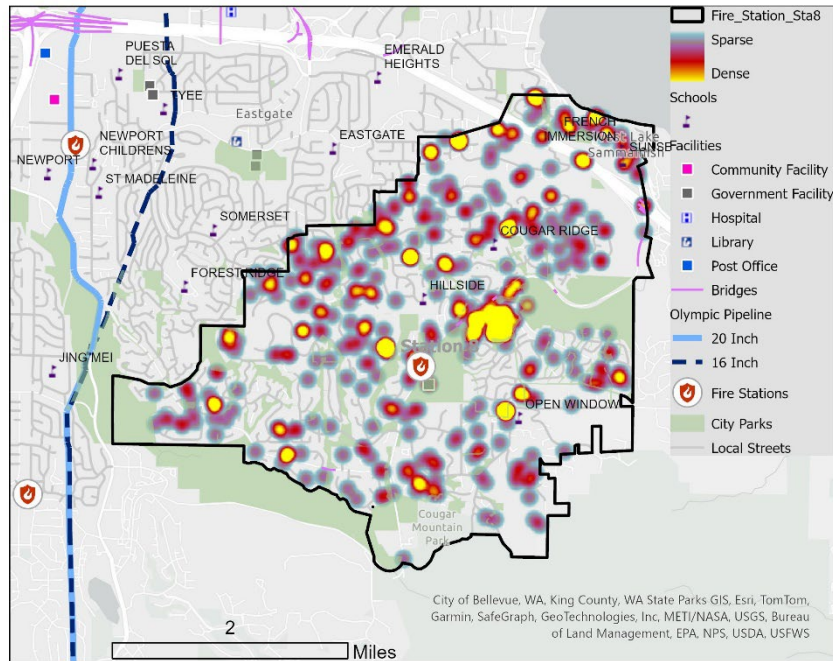 PUESTA
DEL SOL
TYEE
EMERALD
HEIGHTS
Eastgate
NEWPORT
CHILDRENS
NEWPORT
ST MADELEINE
EASTGATE
FRENCH
IMMERSION
Sammamish
SOMERSET
COUGAR RIDGE
FOREST RIDGE
HILLSIDE
JING MEI
OPEN WINDOW
Cougar
Mountain
Park
2
Miles
Fire_Station_Sta8
Sparse
Dense
Schools
Facilities
Community Facility
Government Facility
Hospital
Library
Post Office
Bridges
Olympic Pipeline
20 Inch
16 Inch
Fire Stations
City Parks
Local Streets
City of Bellevue, WA, King County, WA State Parks GIS, Esri, TomTom,
Garmin, SafeGraph, GeoTechnologies, Inc, METI/NASA, USGS, Bureau
of Land Management, EPA, NPS, USDA, USFWS